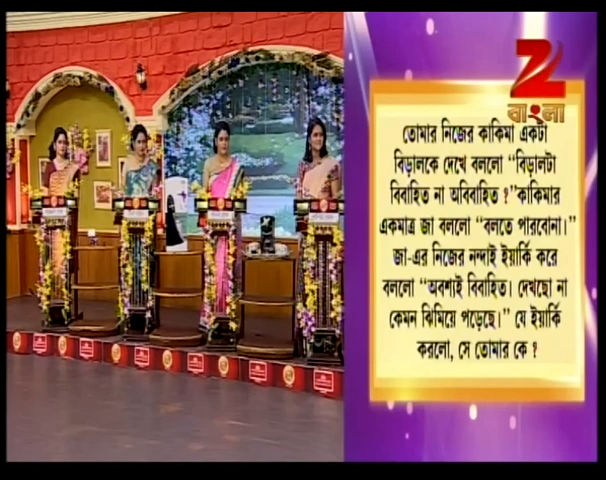 Z
বাংলা
তোমার নিজের কাকিমা একটা
বিড়ালকে দেখে বললো “বিড়ালটা
বিবাহিত না অবিবাহিত ?”কাকিমার
একমাত্র জা বললো “বলতে পারবোনা।”
জা-এর নিজের নন্দাই ইয়ার্কি করে
বললো “অবশ্যই বিবাহিত। দেখছো না
কেমন ঝিমিয়ে পড়েছে।” যে ইয়ার্কি
করলো, সে তোমার কে ?